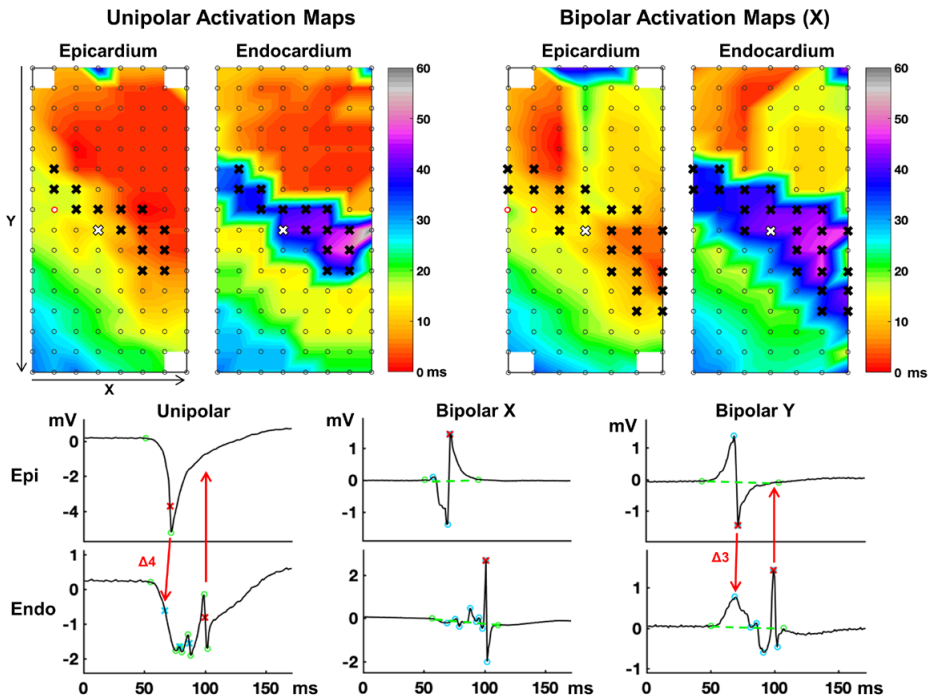 Unipolar Activation Maps
Bipolar Activation Maps (X)
Epicardium
Endocardium
Epicardium
Endocardium
60
50
40
30
20
10
0 ms
60
50
40
30
20
10
0 ms
Y
X
Unipolar
Bipolar X
Bipolar Y
mV
mV
mV
Epi
0
-2
-4
1
0
-1
1
0
-1
Δ4
Δ3
Endo
1
0
-1
-2
2
0
-2
1
0
-1
0 50 100 150 ms
0 50 100 150 ms
0 50 100 150 ms